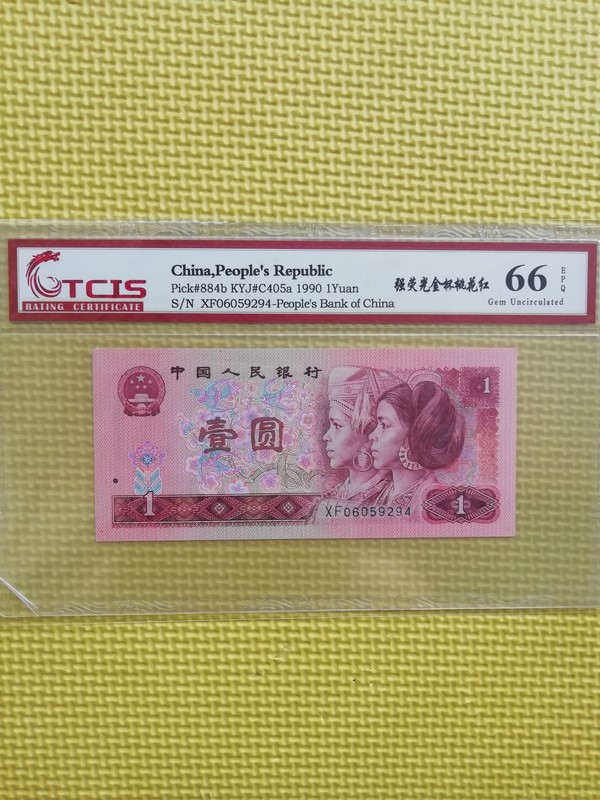 TCIS
RATING CERTIFICATE
China,People's Republic
Pick#884b KYJ#C405a 1990 1Yuan
S/N XF06059294-People's Bank of China
强荧光金杯桃花红
66
EPQ
Gem Uncirculated
中国人民银行
1
壹圆
XF06059294
1
1